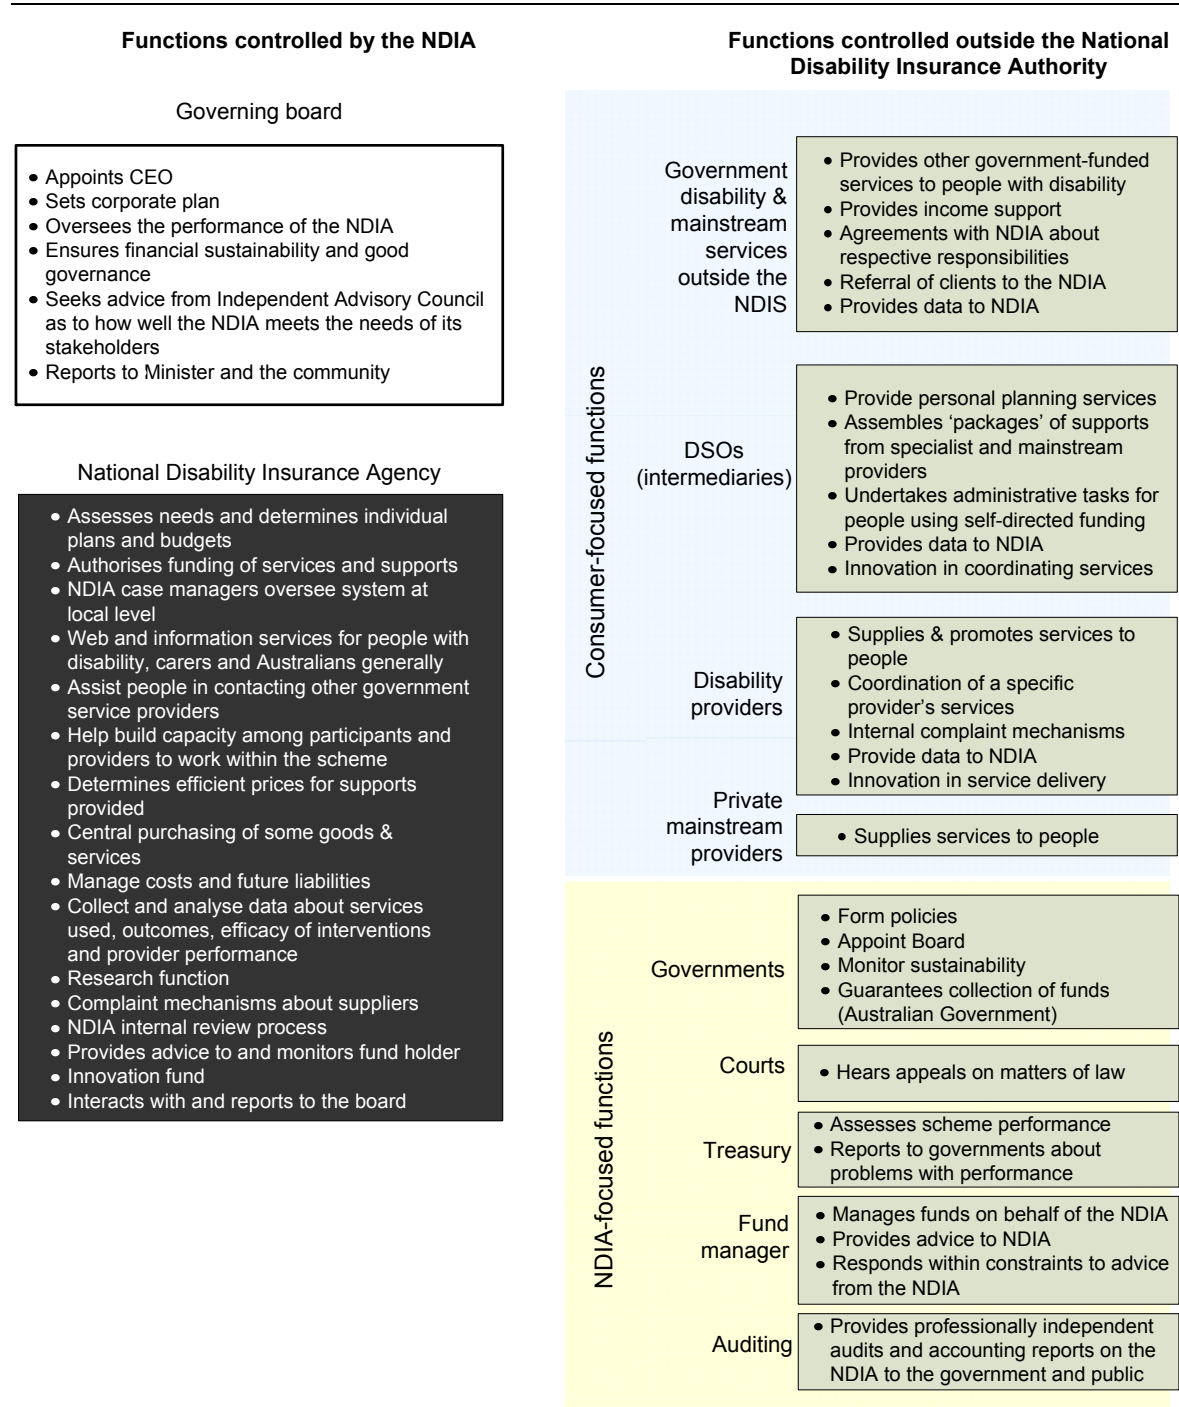 Functions controlled by the NDIA
Governing board
• Appoints CEO
• Sets corporate plan
• Oversees the performance of the NDIA
• Ensures financial sustainability and good
governance
• Seeks advice from Independent Advisory Council
as to how well the NDIA meets the needs of its
stakeholders
• Reports to Minister and the community
National Disability Insurance Agency
• Assesses needs and determines individual
plans and budgets
• Authorises funding of services and supports
• NDIA case managers oversee system at
local level
• Web and information services for people with
disability, carers and Australians generally
• Assist people in contacting other government
service providers
• Help build capacity among participants and
providers to work within the scheme
• Determines efficient prices for supports
provided
• Central purchasing of some goods &
services
• Manage costs and future liabilities
• Collect and analyse data about services
used, outcomes, efficacy of interventions
and provider performance
• Research function
• Complaint mechanisms about suppliers
• NDIA internal review process
• Provides advice to and monitors fund holder
• Innovation fund
• Interacts with and reports to the board
Functions controlled outside the National
Disability Insurance Authority
Consumer-focused functions
Government
disability &
mainstream
services
outside the
NDIS
• Provides other government-funded
services to people with disability
• Provides income support
• Agreements with NDIA about
respective responsibilities
• Referral of clients to the NDIA
• Provides data to NDIA
DSOs
(intermediaries)
• Provide personal planning services
• Assembles ‘packages’ of supports
from specialist and mainstream
providers
• Undertakes administrative tasks for
people using self-directed funding
• Provides data to NDIA
• Innovation in coordinating services
Disability
providers
• Supplies & promotes services to
people
• Coordination of a specific
provider’s services
• Internal complaint mechanisms
• Provide data to NDIA
• Innovation in service delivery
Private
mainstream
providers
• Supplies services to people
NDIA-focused functions
Governments
• Form policies
• Appoint Board
• Monitor sustainability
• Guarantees collection of funds
(Australian Government)
Courts
• Hears appeals on matters of law
Treasury
• Assesses scheme performance
• Reports to governments about
problems with performance
Fund
manager
• Manages funds on behalf of the NDIA
• Provides advice to NDIA
• Responds within constraints to advice
from the NDIA
Auditing
• Provides professionally independent
audits and accounting reports on the
NDIA to the government and public